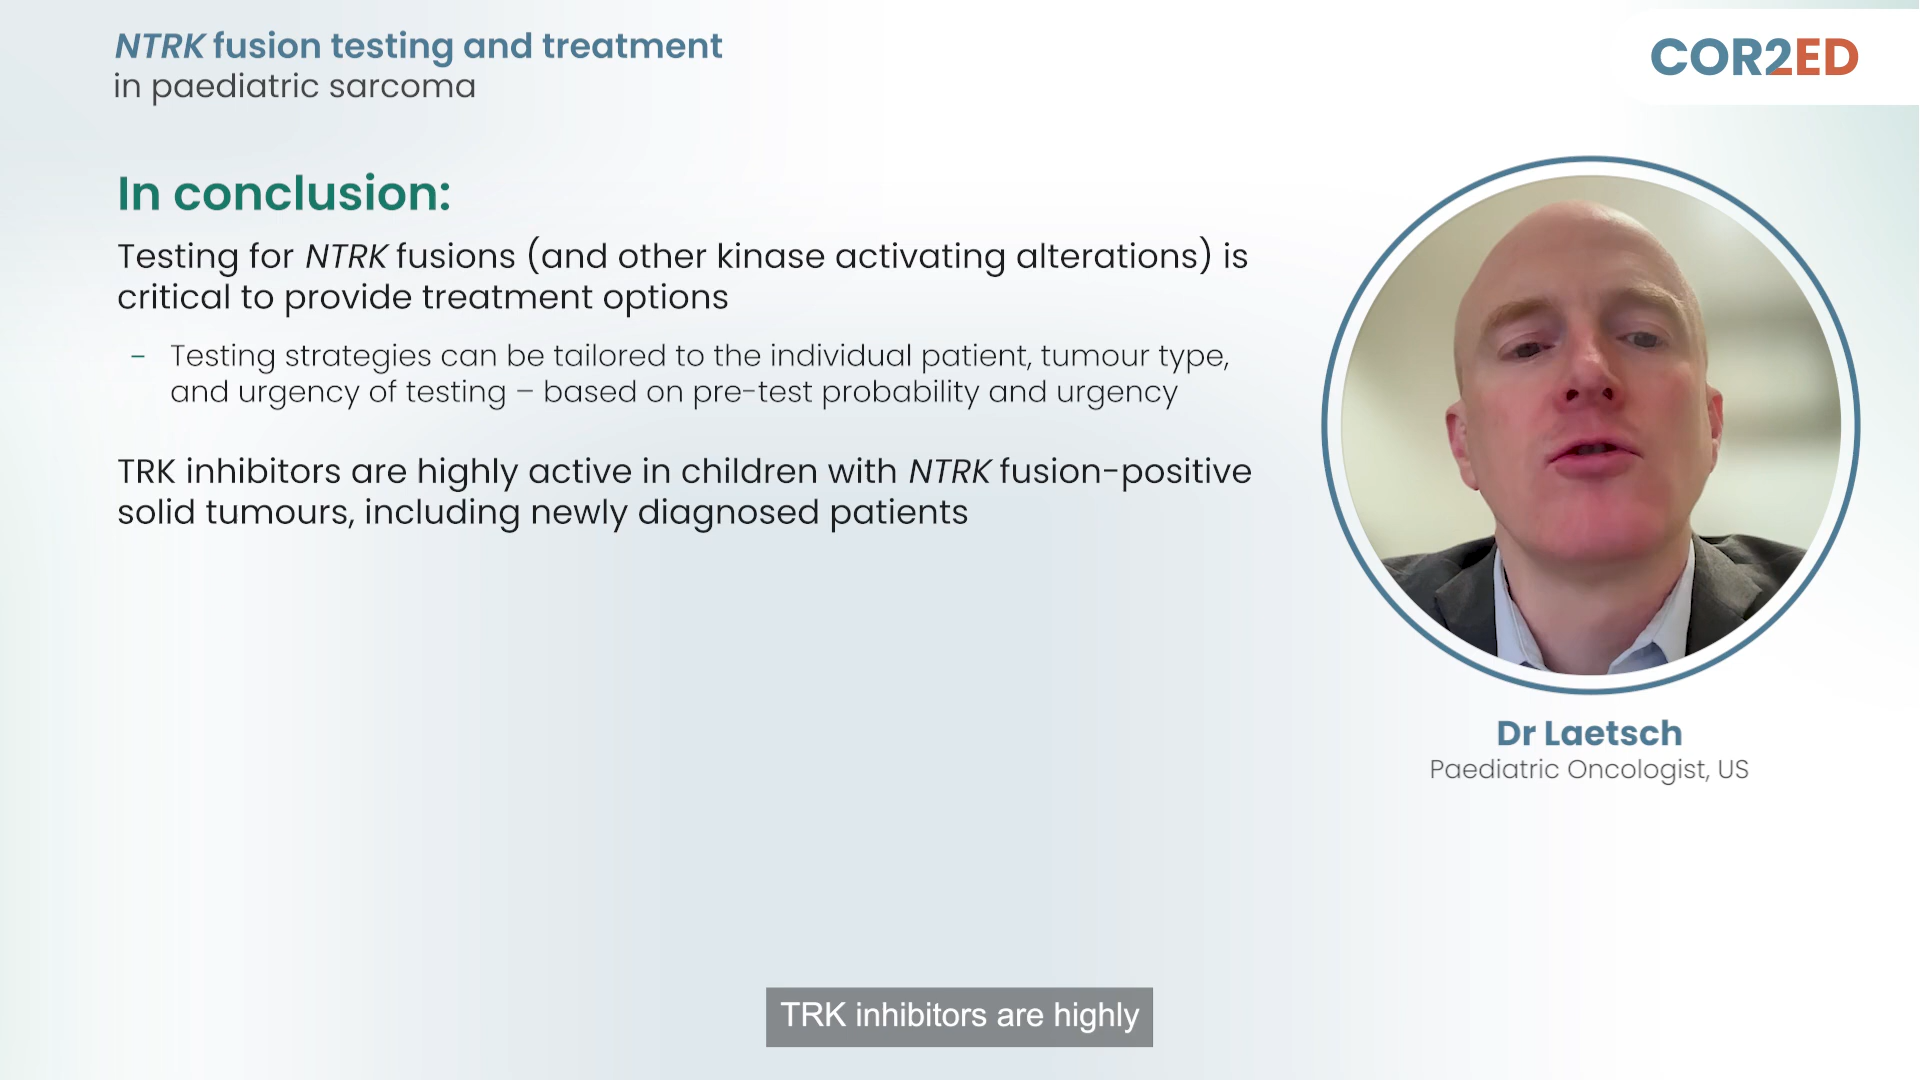 NTRK fusion testing and treatment
in paediatric sarcoma
COR2ED
In conclusion:
Testing for NTRK fusions (and other kinase activating alterations) is
critical to provide treatment options
– Testing strategies can be tailored to the individual patient, tumour type,
and urgency of testing – based on pre-test probability and urgency
TRK inhibitors are highly active in children with NTRK fusion-positive
solid tumours, including newly diagnosed patients
Dr Laetsch
Paediatric Oncologist, US
TRK inhibitors are highly